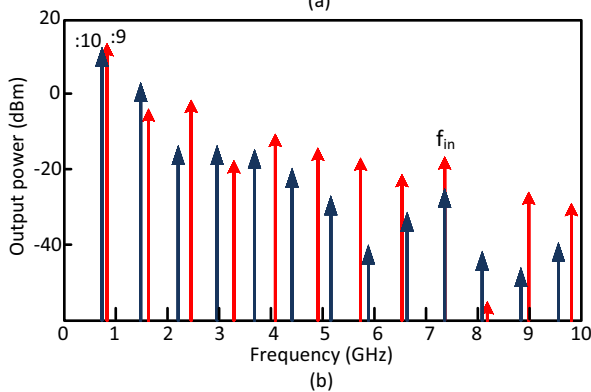 (a)
20
:10 :9
0
f_in
-20
-40
Output power (dBm)
0 1 2 3 4 5 6 7 8 9 10
Frequency (GHz)
(b)